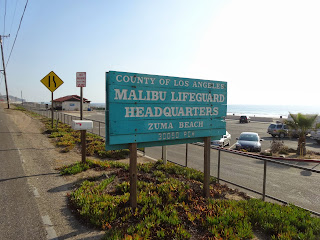 COUNTY OF LOS ANGELES
MALIBU LIFEGUARD
HEADQUARTERS
ZUMA BEACH